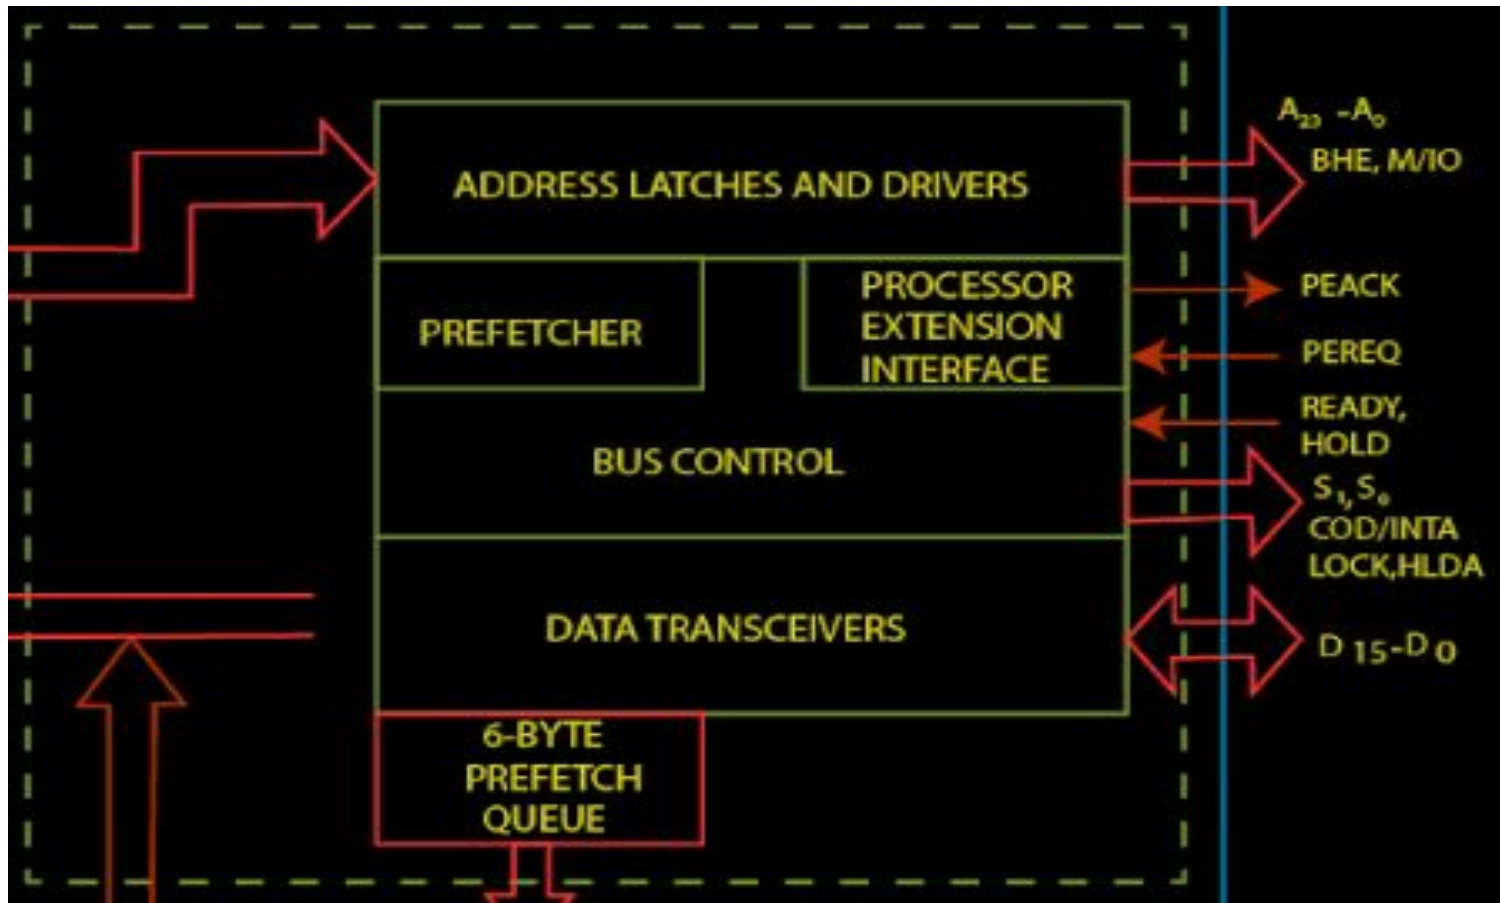 A23 -A0
BHE, M/IO
ADDRESS LATCHES AND DRIVERS
PREFETCHER
PROCESSOR
EXTENSION
INTERFACE
PEACK
PEREQ
READY,
HOLD
BUS CONTROL
S1,S0
COD/INTA
LOCK,HLDA
DATA TRANSCEIVERS
D 15-D 0
6-BYTE
PREFETCH
QUEUE